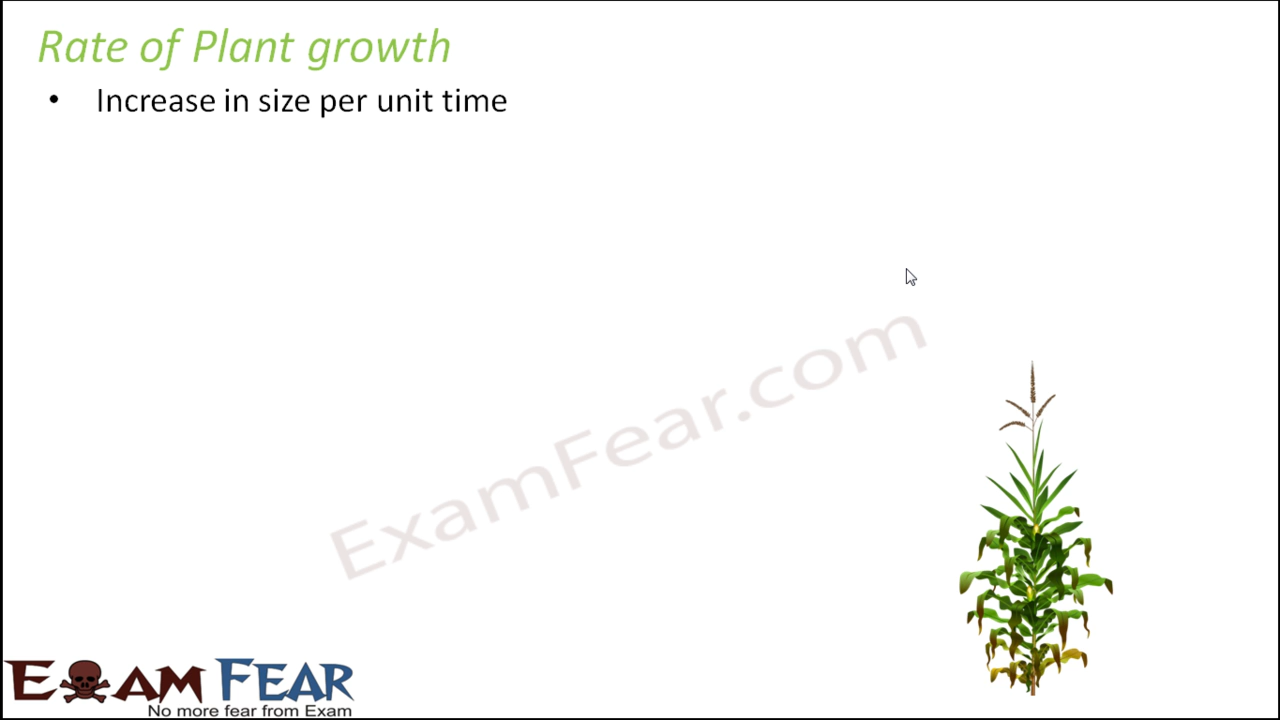 Rate of Plant growth
• Increase in size per unit time
ExamFear.com
EXAM FEAR
No more fear from Exam